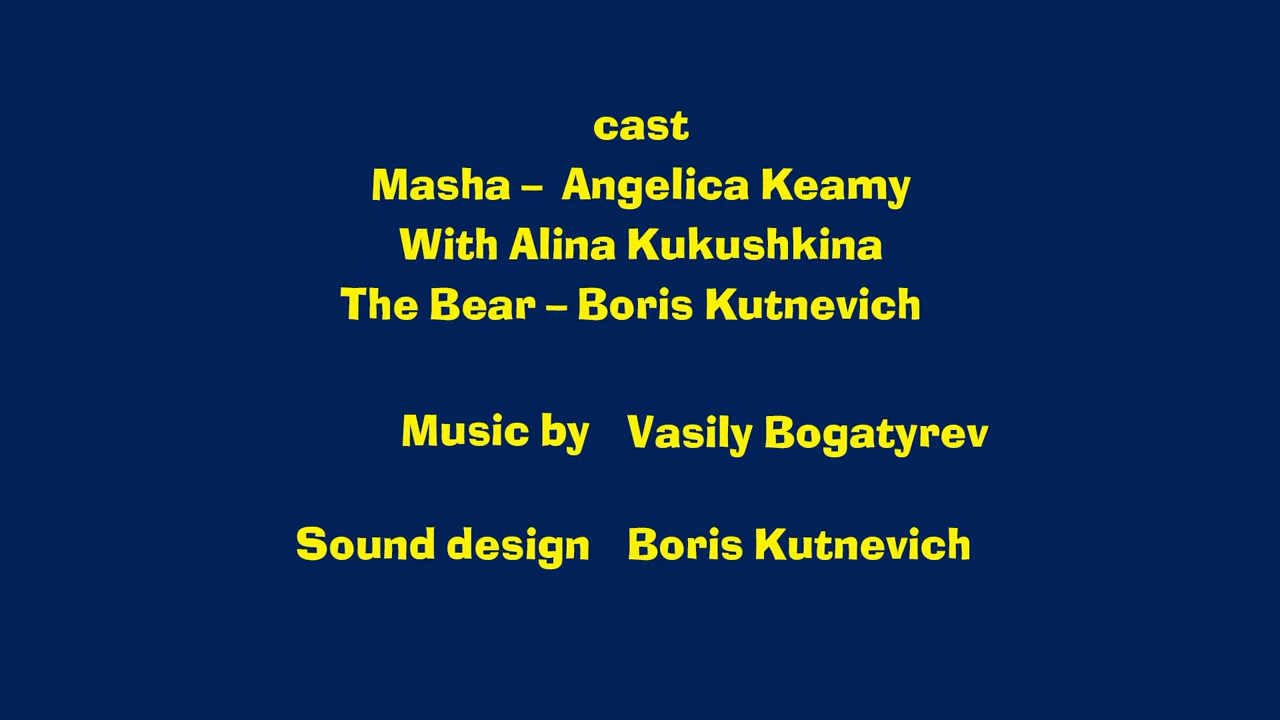 cast
Masha – Angelica Keamy
With Alina Kukushkina
The Bear – Boris Kutnevich
Music by Vasily Bogatyrev
Sound design Boris Kutnevich